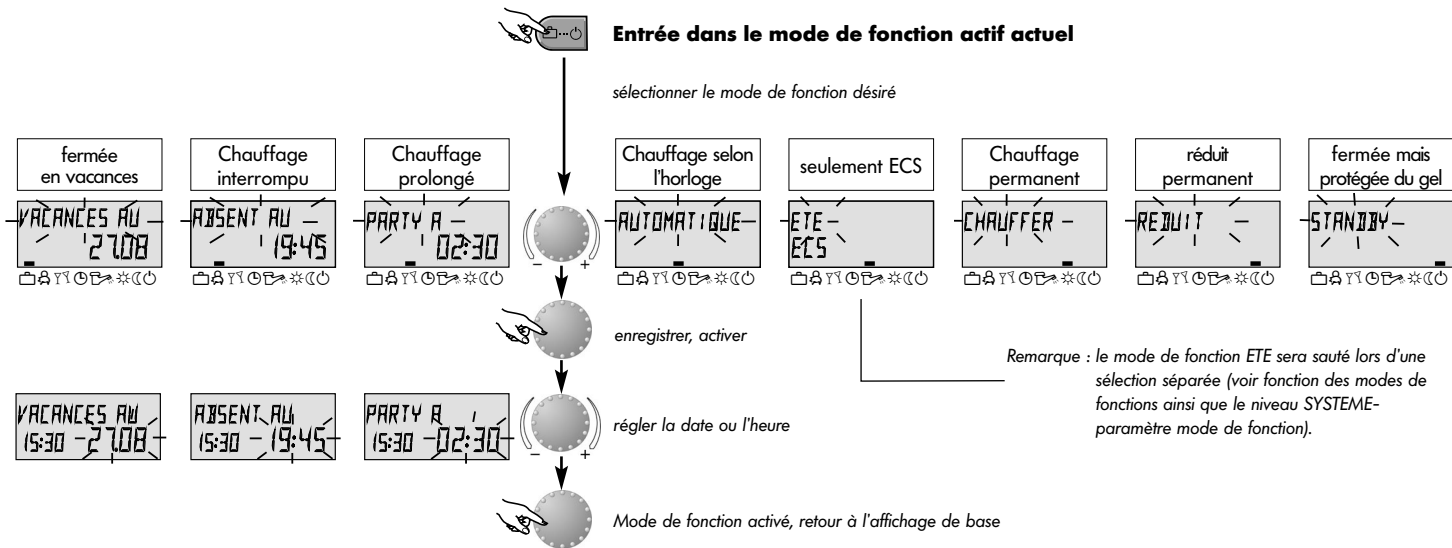 Entrée dans le mode de fonction actif actuel
sélectionner le mode de fonction désiré
fermée
en vacances
Chauffage
interrompu
Chauffage
prolongé
Chauffage selon
l'horloge
seulement ECS
Chauffage
permanent
réduit
permanent
fermée mais
protégée du gel
VACANCES AU
27.08
ABSENT AU
19:45
PARTY A
02:30
- +
AUTOMATIQUE
ETE
ECS
CHAUFFER
REDUIT
STANDBY
enregistrer, activer
Remarque : le mode de fonction ETE sera sauté lors d'une
sélection séparée (voir fonction des modes de
fonctions ainsi que le niveau SYSTEME-
paramètre mode de fonction).
VACANCES AU
15:30 27.08
ABSENT AU
15:30 19:45
PARTY A
15:30 02:30
- +
régler la date ou l'heure
Mode de fonction activé, retour à l'affichage de base